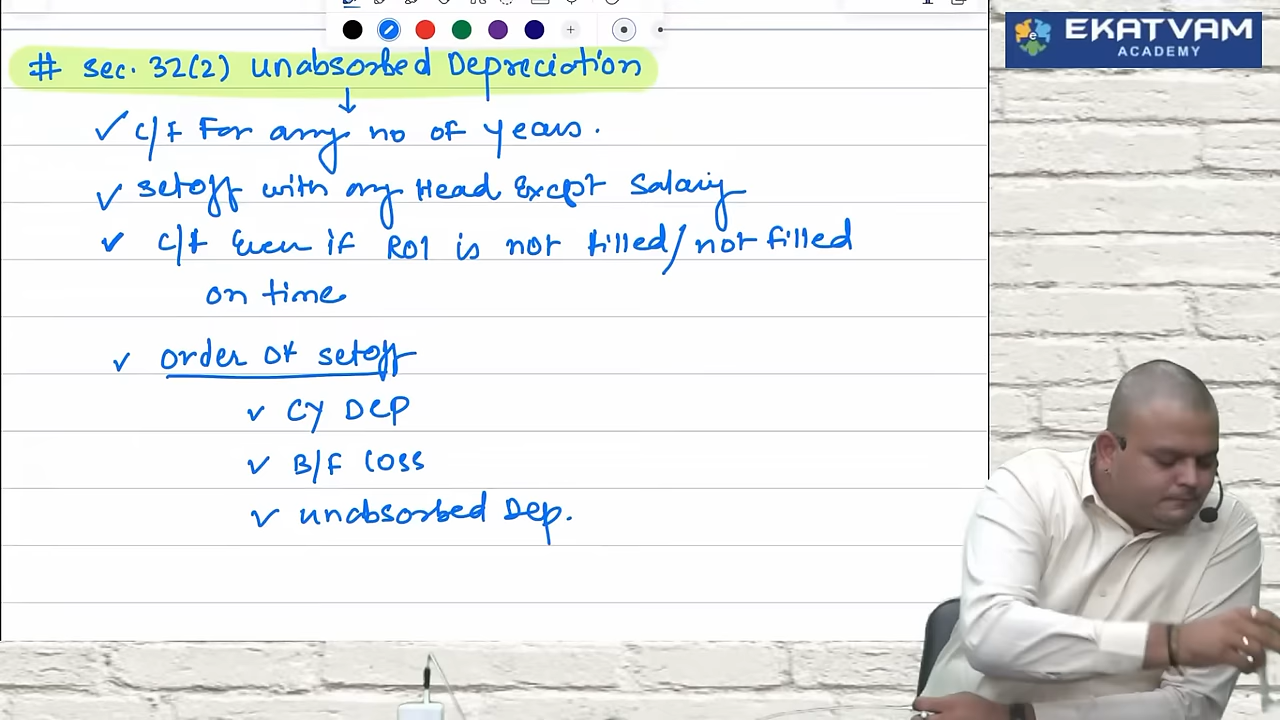 EKATVAM
ACADEMY
# Sec. 32(2) Unabsorbed Depreciation
↓
✓ C/F For any no of years.
✓ Setoff with any Head Except Salary
✓ C/f Even if ROI is not filled/not filled
on time
✓ order of setoff
✓ CY DEP
✓ B/F Loss
✓ Unabsorbed Dep.